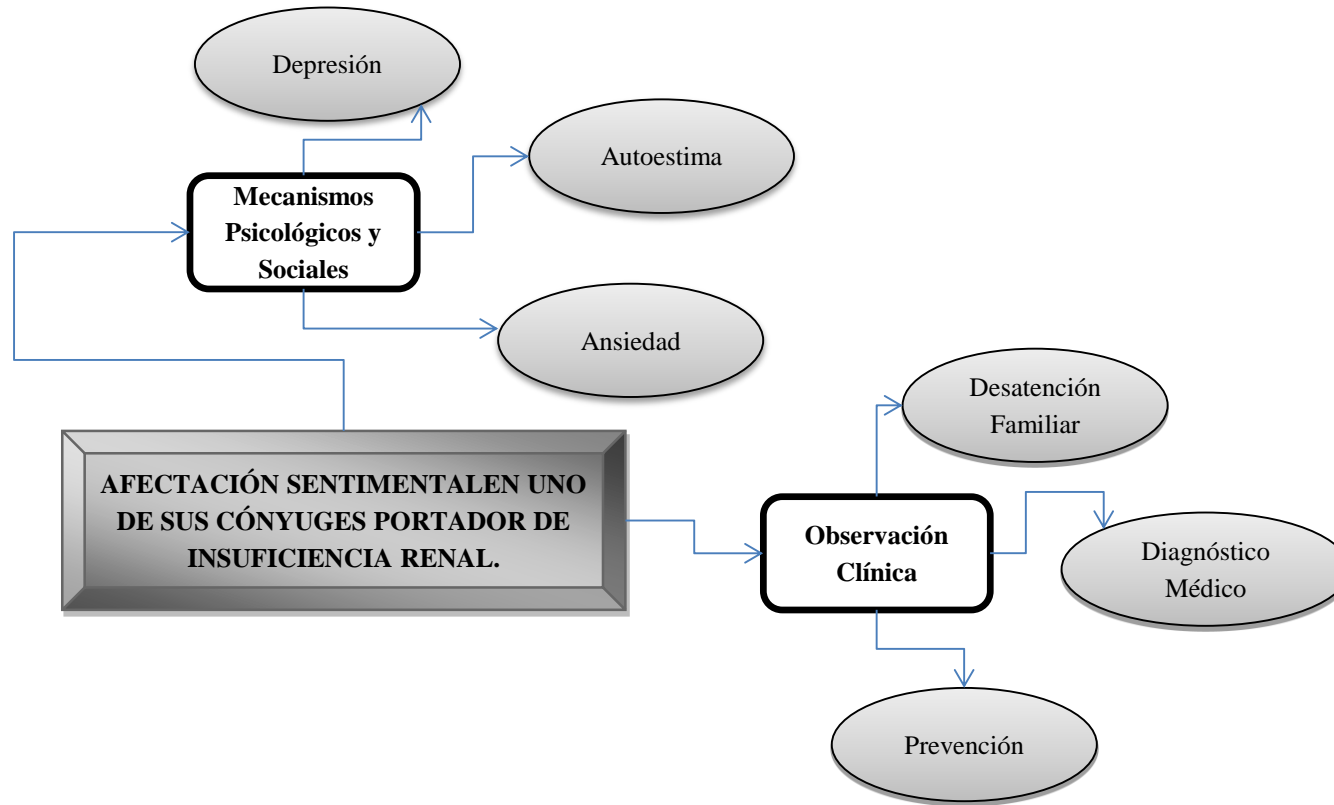 Depresión
Autoestima
Mecanismos
Psicológicos y
Sociales
Ansiedad
Desatención
Familiar
AFECTACIÓN SENTIMENTALEN UNO
DE SUS CÓNYUGES PORTADOR DE
INSUFICIENCIA RENAL.
Observación
Clínica
Diagnóstico
Médico
Prevención